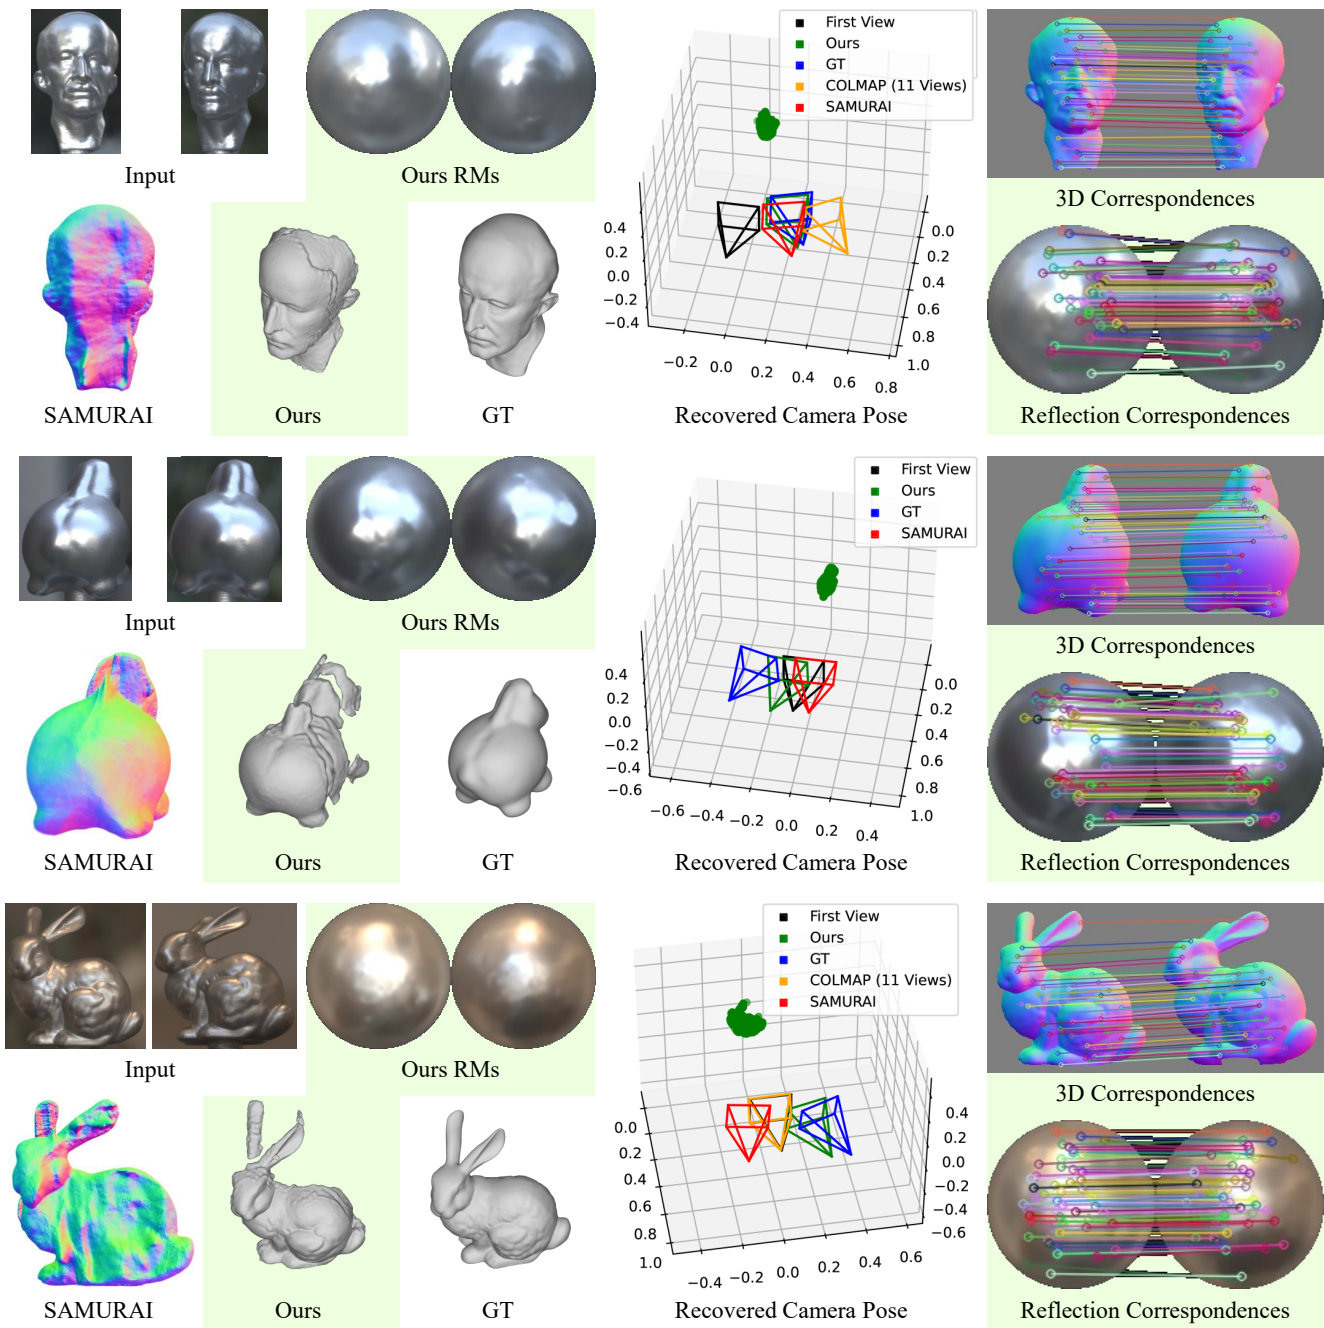 First View
Ours
GT
COLMAP (11 Views)
SAMURAI
Input
Ours RMs
3D Correspondences
0.4
0.2
0.0
−0.2
−0.4
−0.2
0.0
0.2
0.4
0.6
0.8
0.0
0.2
0.4
0.6
0.8
1.0
SAMURAI
Ours
GT
Recovered Camera Pose
Reflection Correspondences
First View
Ours
GT
SAMURAI
Input
Ours RMs
3D Correspondences
0.4
0.2
0.0
−0.2
−0.4
−0.6
−0.6
−0.4
−0.2
0.0
0.2
0.4
0.0
0.2
0.4
0.6
0.8
1.0
SAMURAI
Ours
GT
Recovered Camera Pose
Reflection Correspondences
First View
Ours
GT
COLMAP (11 Views)
SAMURAI
Input
Ours RMs
3D Correspondences
0.0
0.2
0.4
0.6
0.8
1.0
−0.4
−0.2
0.0
0.2
0.4
0.6
0.4
0.2
0.0
−0.2
−0.4
−0.6
SAMURAI
Ours
GT
Recovered Camera Pose
Reflection Correspondences